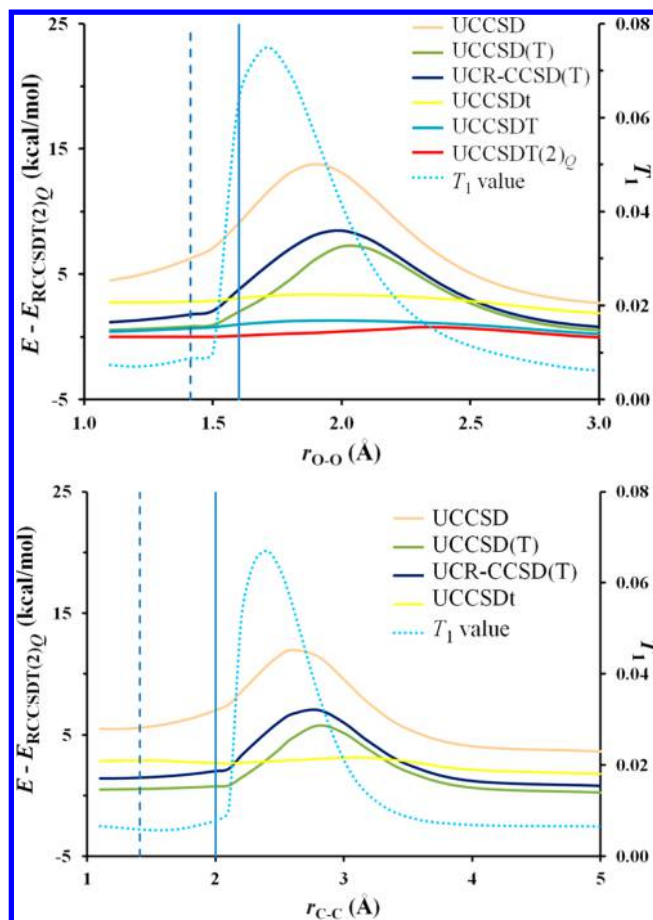 E - E_RCCSDT(2)Q (kcal/mol)
25
15
5
-5
UCCSD
UCCSD(T)
UCR-CCSD(T)
UCCSDt
UCCSDT
UCCSDT(2)Q
T1 value
0.08
0.06
0.04
0.02
0.00
T1
1.0 1.5 2.0 2.5 3.0
rO-O (Å)
E - E_RCCSDT(2)Q (kcal/mol)
25
15
5
-5
UCCSD
UCCSD(T)
UCR-CCSD(T)
UCCSDt
T1 value
0.08
0.06
0.04
0.02
0.00
T1
1 2 3 4 5
rC-C (Å)